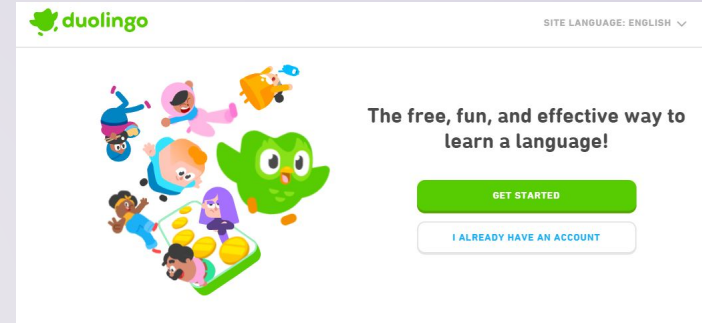 duolingo
SITE LANGUAGE: ENGLISH
The free, fun, and effective way to
learn a language!
GET STARTED
I ALREADY HAVE AN ACCOUNT